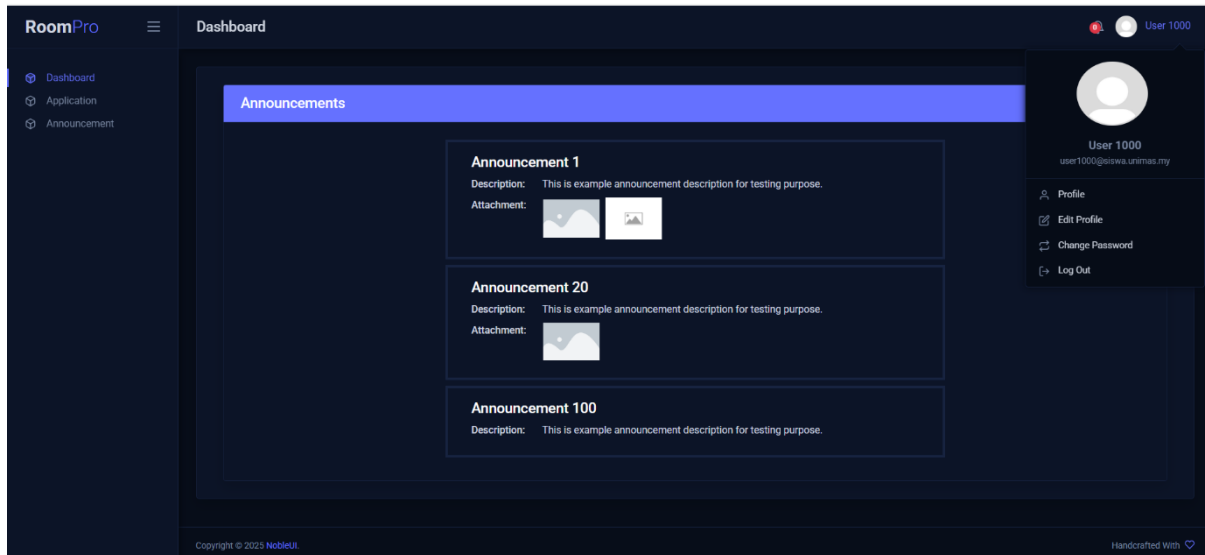 RoomPro
Dashboard
User 1000
Dashboard
Application
Announcement
Announcements
Announcement 1
Description: This is example announcement description for testing purpose.
Attachment:
Announcement 20
Description: This is example announcement description for testing purpose.
Attachment:
Announcement 100
Description: This is example announcement description for testing purpose.
User 1000
user1000@siswa.unimas.my
Profile
Edit Profile
Change Password
Log Out
Copyright © 2025 NobleUI.
Handcrafted With